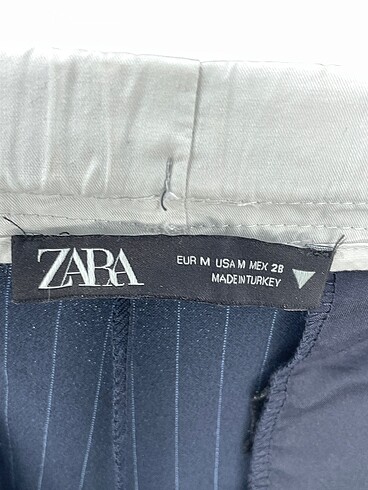 ZARA
EUR M USA M MEX 28
MADE IN TURKEY